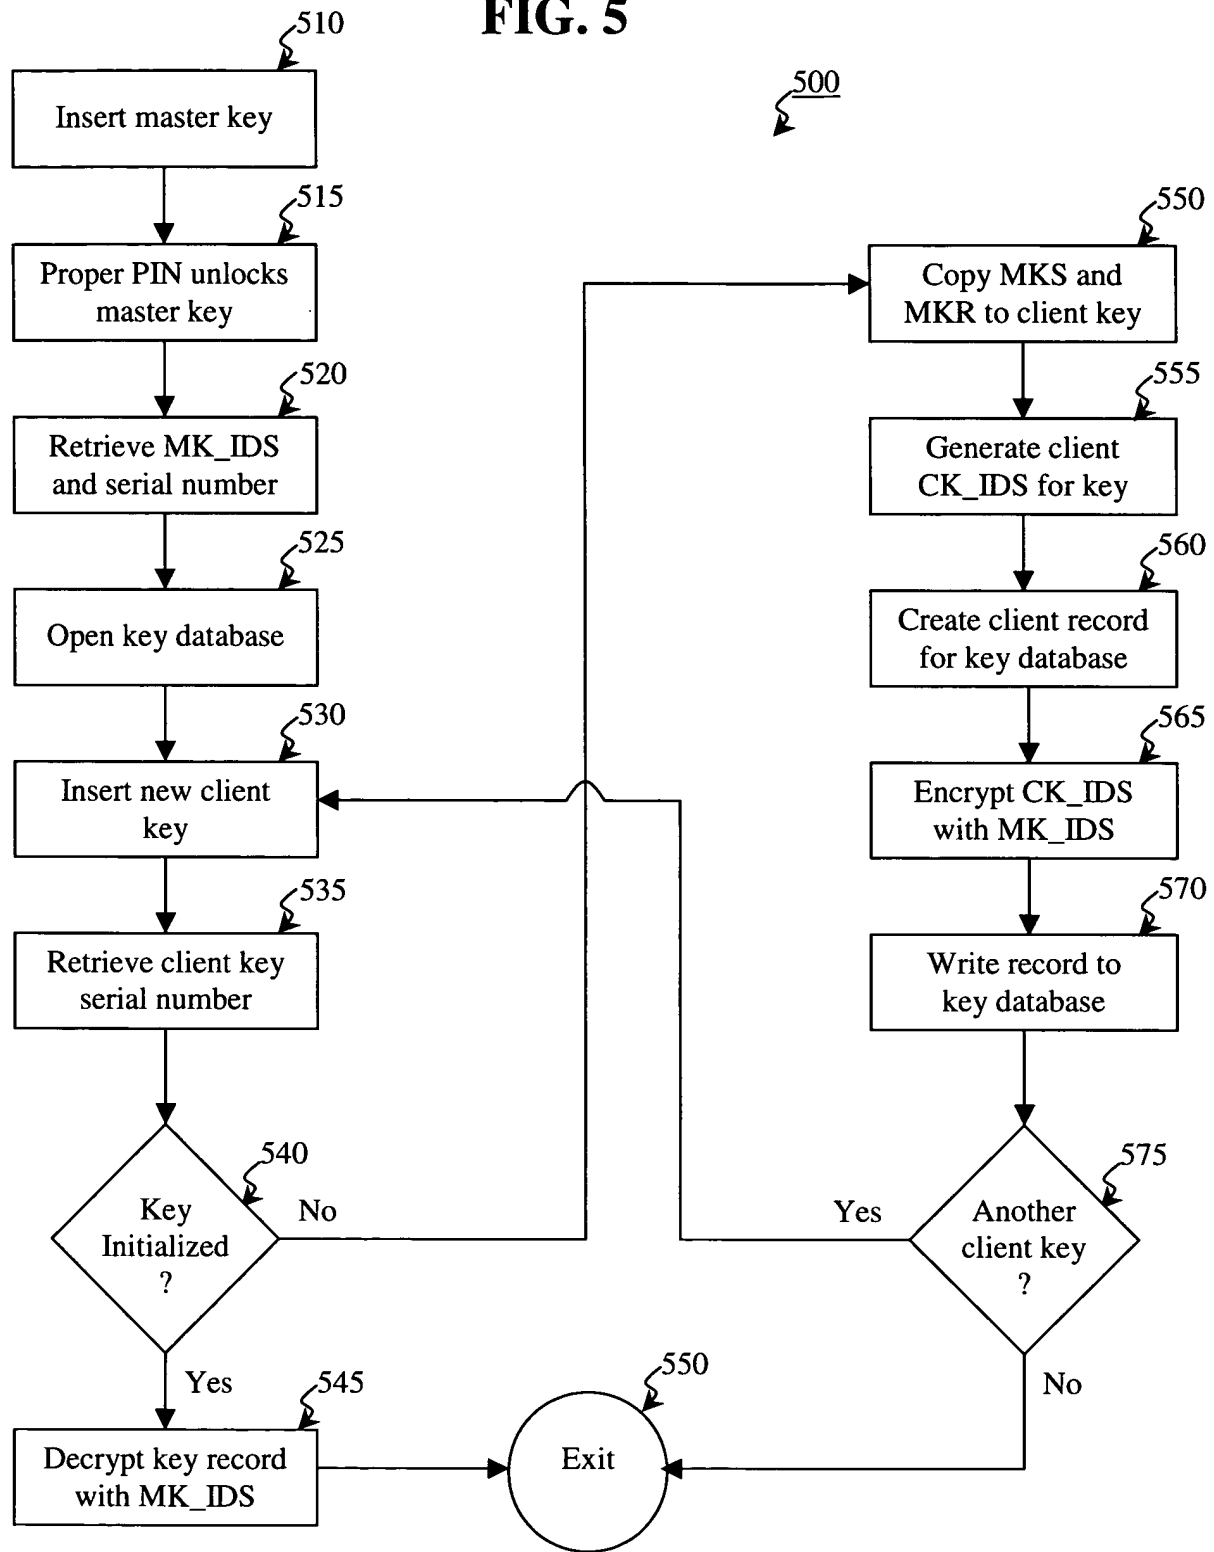 FIG. 5
500
510
Insert master key
515
Proper PIN unlocks
master key
520
Retrieve MK_IDS
and serial number
525
Open key database
530
Insert new client
key
535
Retrieve client key
serial number
540
Key
Initialized
?
No
Yes
545
Decrypt key record
with MK_IDS
550
Exit
550
Copy MKS and
MKR to client key
555
Generate client
CK_IDS for key
560
Create client record
for key database
565
Encrypt CK_IDS
with MK_IDS
570
Write record to
key database
575
Another
client key
?
Yes
No